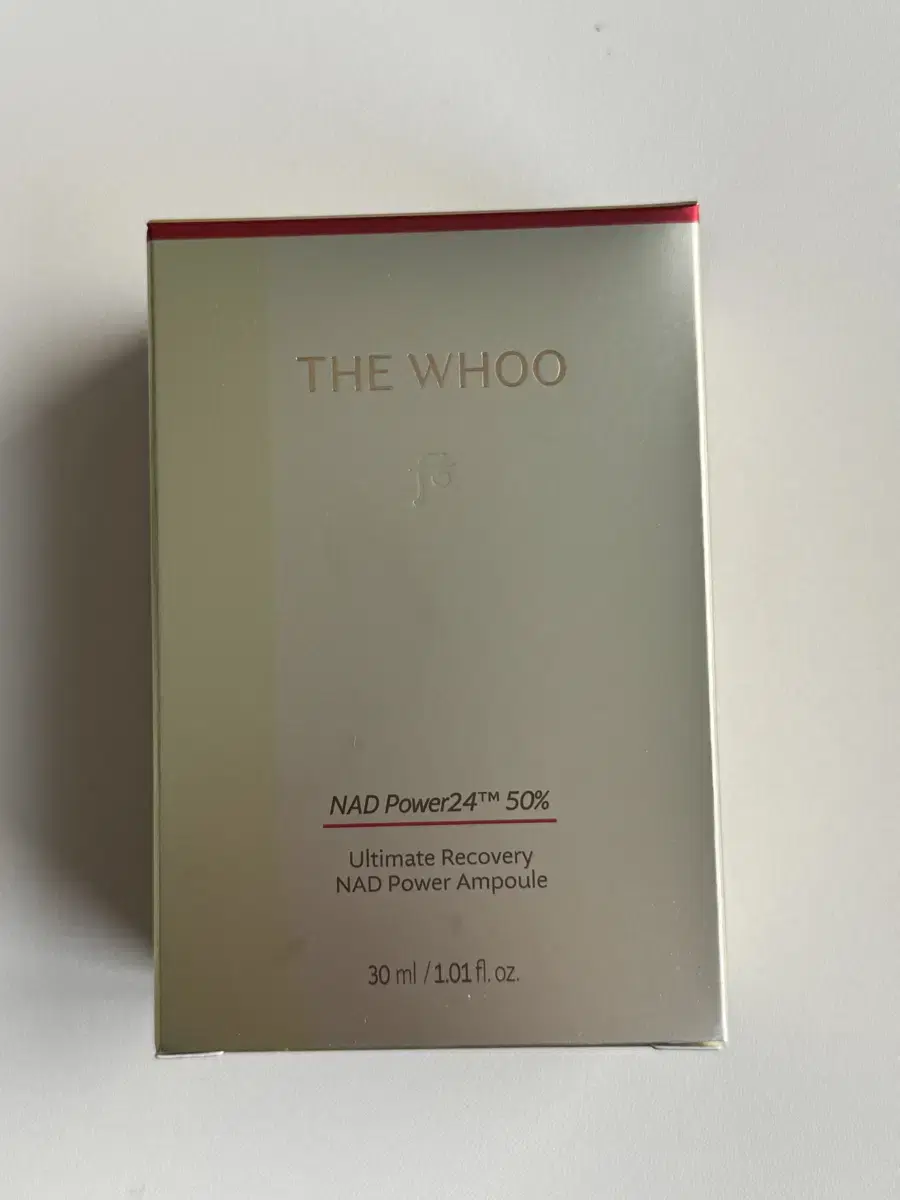 THE WHOO
NAD Power24™ 50%
Ultimate Recovery
NAD Power Ampoule
30 ml / 1.01 fl. oz.